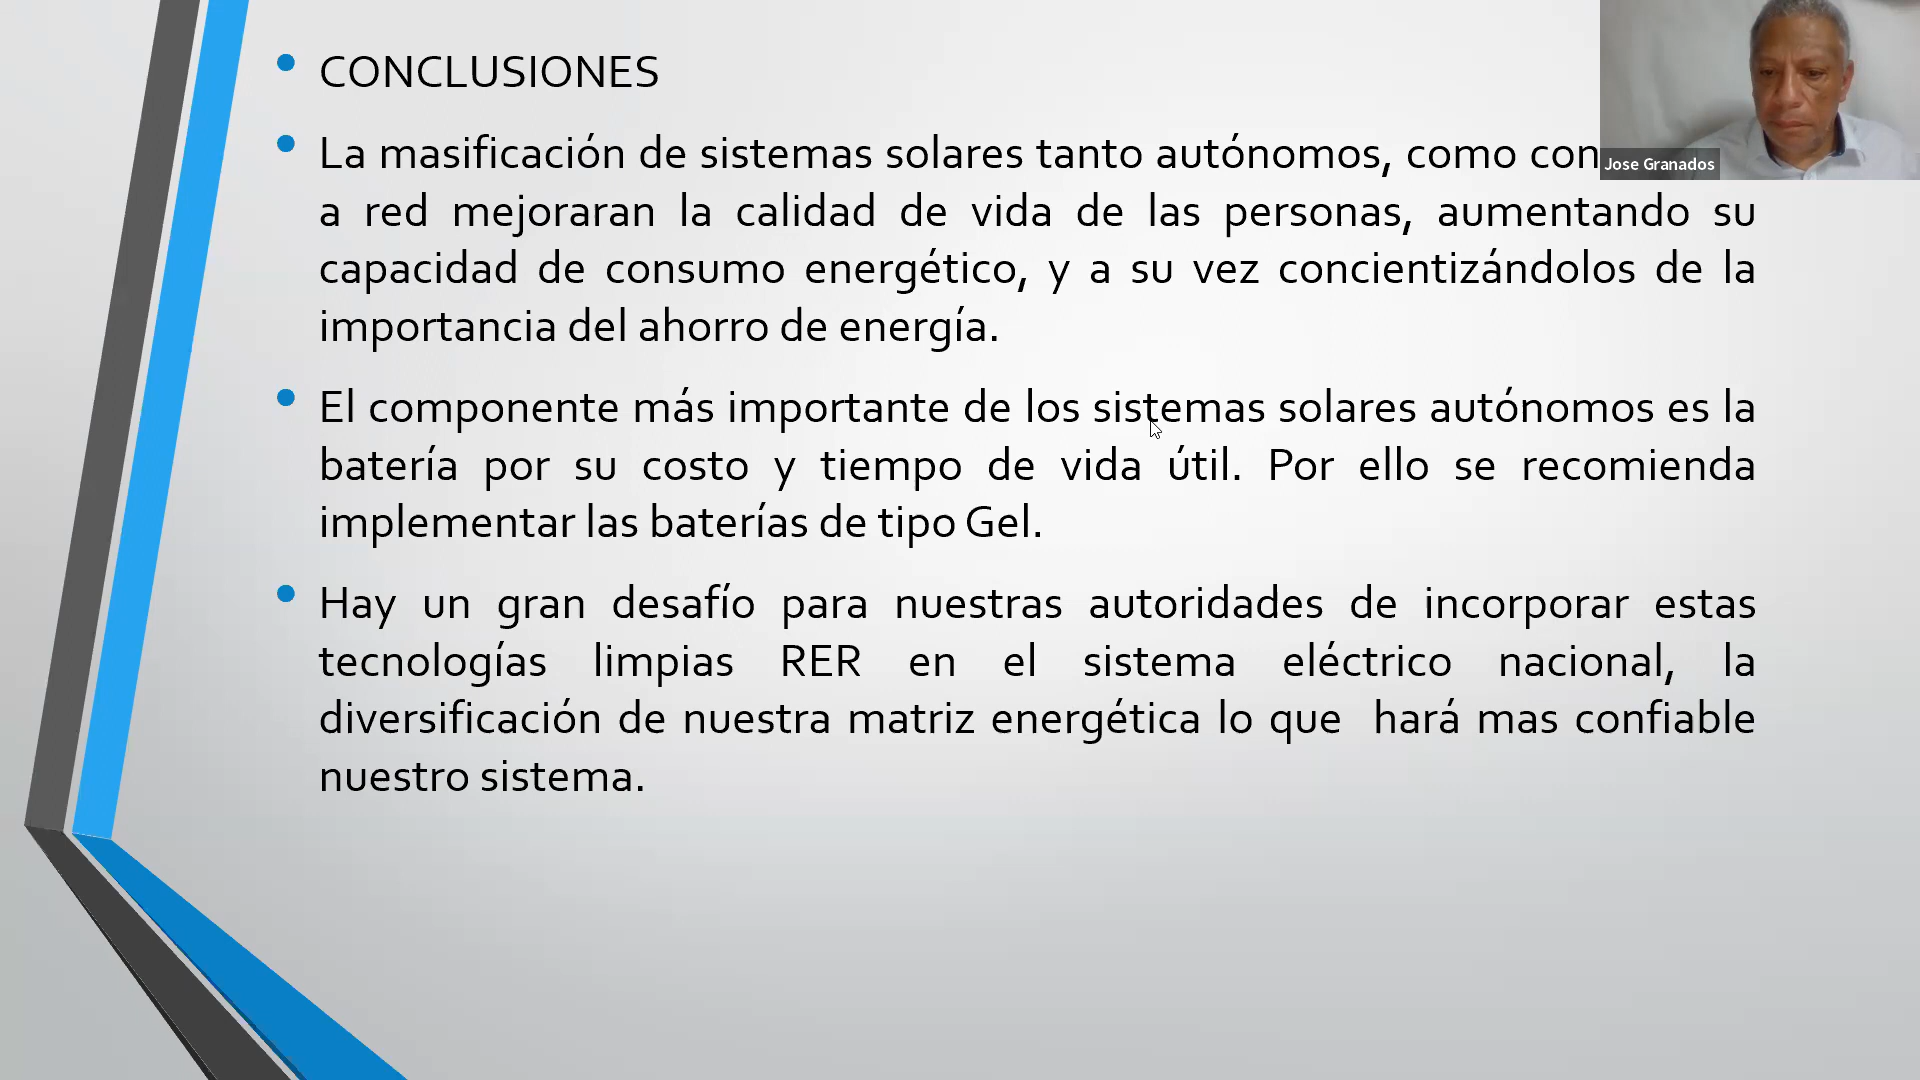 CONCLUSIONES
La masificación de sistemas solares tanto autónomos, como con
a red mejoraran la calidad de vida de las personas, aumentando su
capacidad de consumo energético, y a su vez concientizándolos de la
importancia del ahorro de energía.
El componente más importante de los sistemas solares autónomos es la
batería por su costo y tiempo de vida útil. Por ello se recomienda
implementar las baterías de tipo Gel.
Hay un gran desafío para nuestras autoridades de incorporar estas
tecnologías limpias RER en el sistema eléctrico nacional, la
diversificación de nuestra matriz energética lo que hará mas confiable
nuestro sistema.
Jose Granados